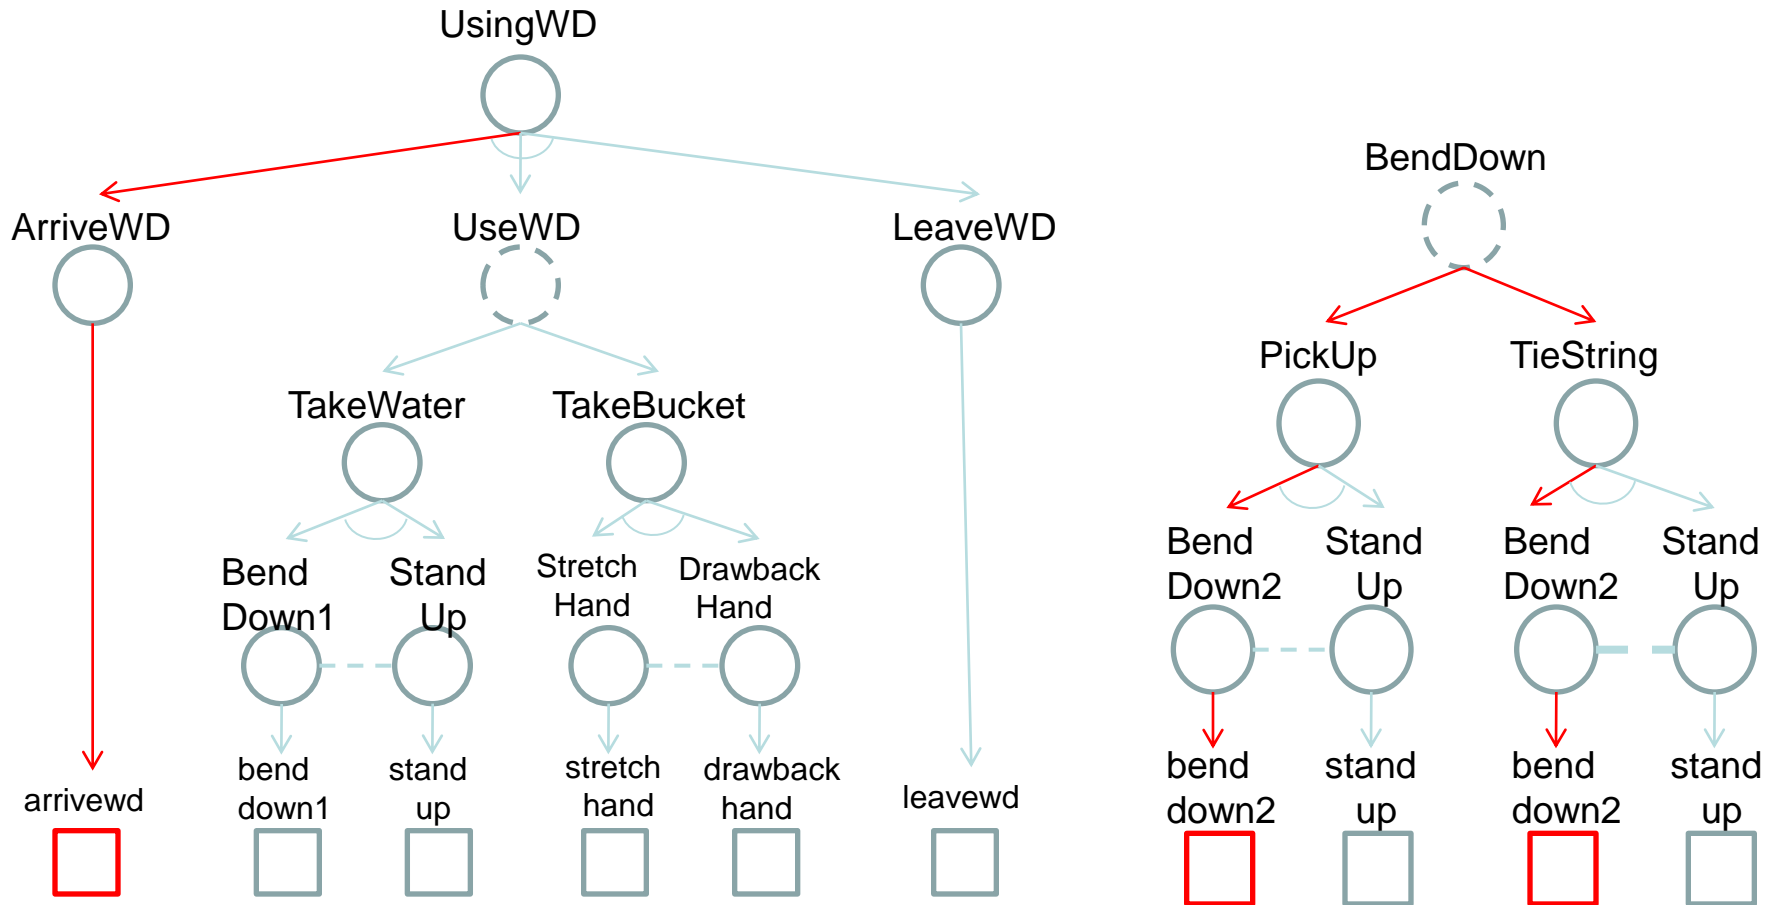 UsingWD
BendDown
ArriveWD
UseWD
LeaveWD
PickUp
TieString
TakeWater
TakeBucket
Bend
Down1
Stand
Up
Stretch
Hand
Drawback
Hand
Bend
Down2
Stand
Up
Bend
Down2
Stand
Up
arrivewd
bend
down1
stand
up
stretch
hand
drawback
hand
leavewd
bend
down2
stand
up
bend
down2
stand
up